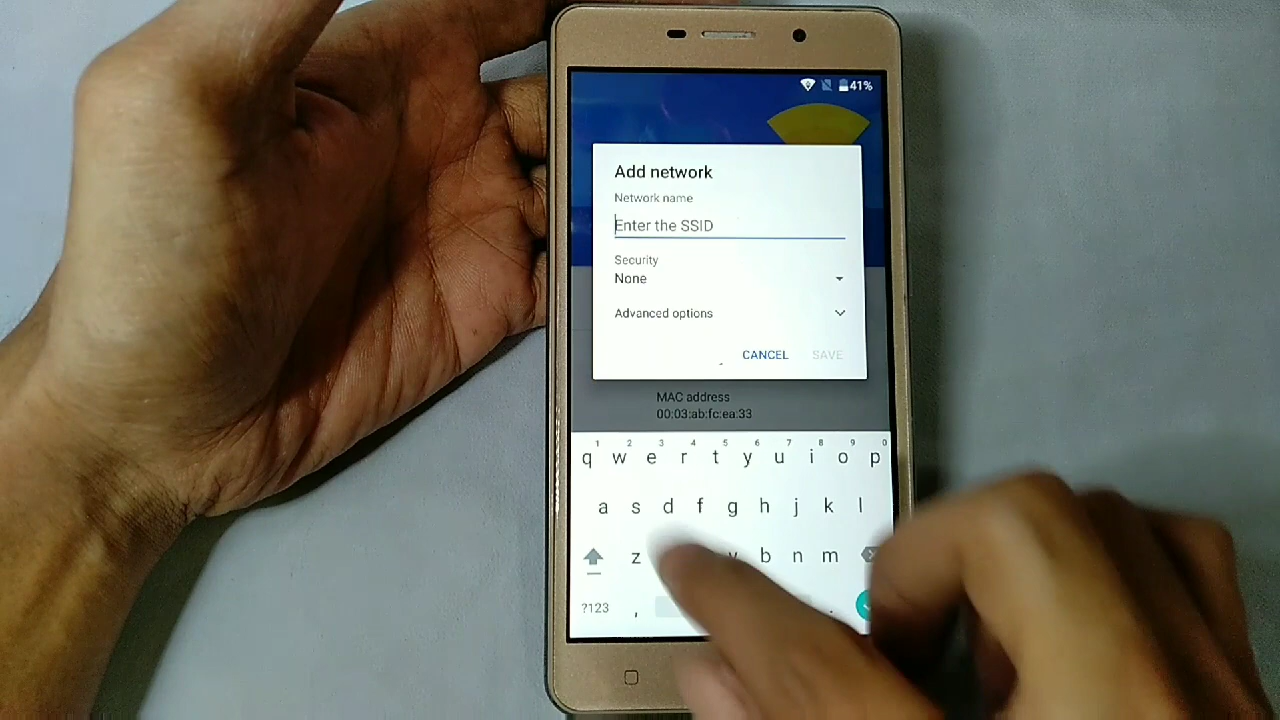 41%
Add network
Network name
Enter the SSID
Security
None
Advanced options
CANCEL SAVE
MAC address
00:03:ab:fc:ea:33
1 2 3 4 5 6 7 8 9 0
q w e r t y u i o p
a s d f g h j k l
z v b n m
?123 , .